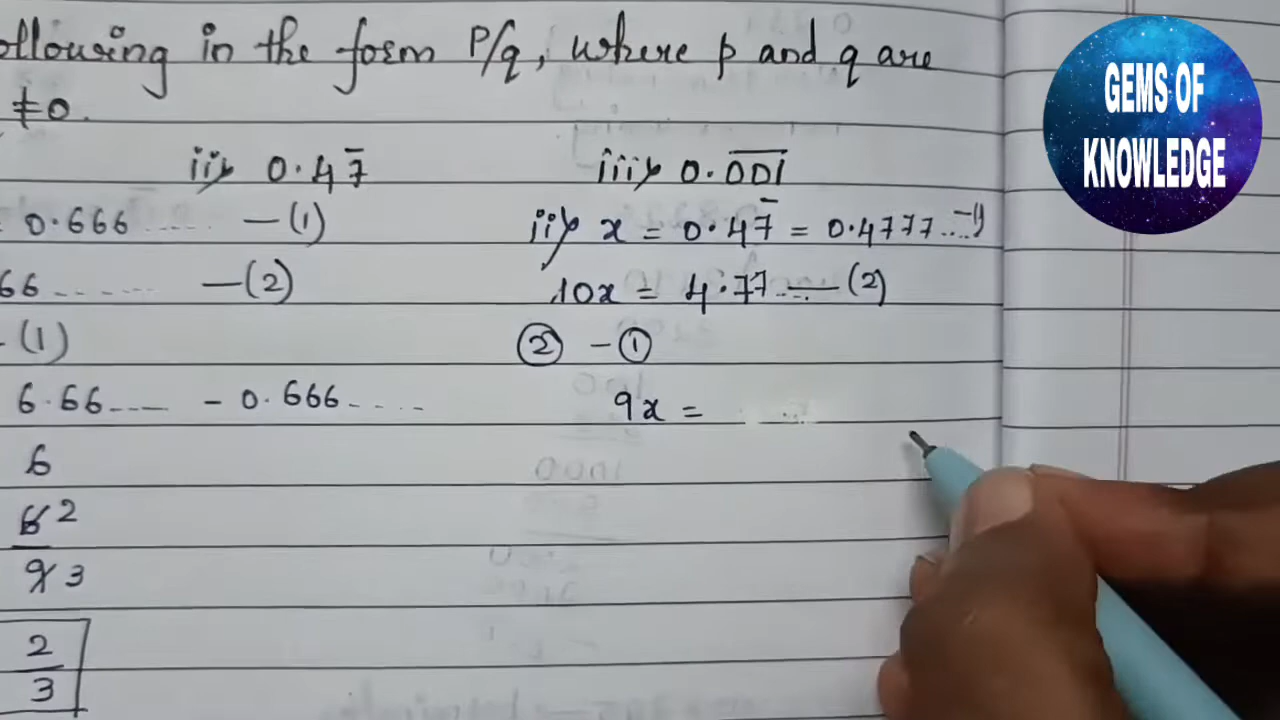 ollowing in the form P/q, where p and q are
≠0.
ii) 0.47̄
iii) 0.0̅0̅1̅
0.666 ...... —(1)
66 ........ —(2)
- (1)
6.66..... - 0.666.....
6
6 2
9 3
2
3
ii) x = 0.47̄ = 0.4777.... —1)
10x = 4.77.... —(2)
② - ①
9x =
GEMS OF
KNOWLEDGE